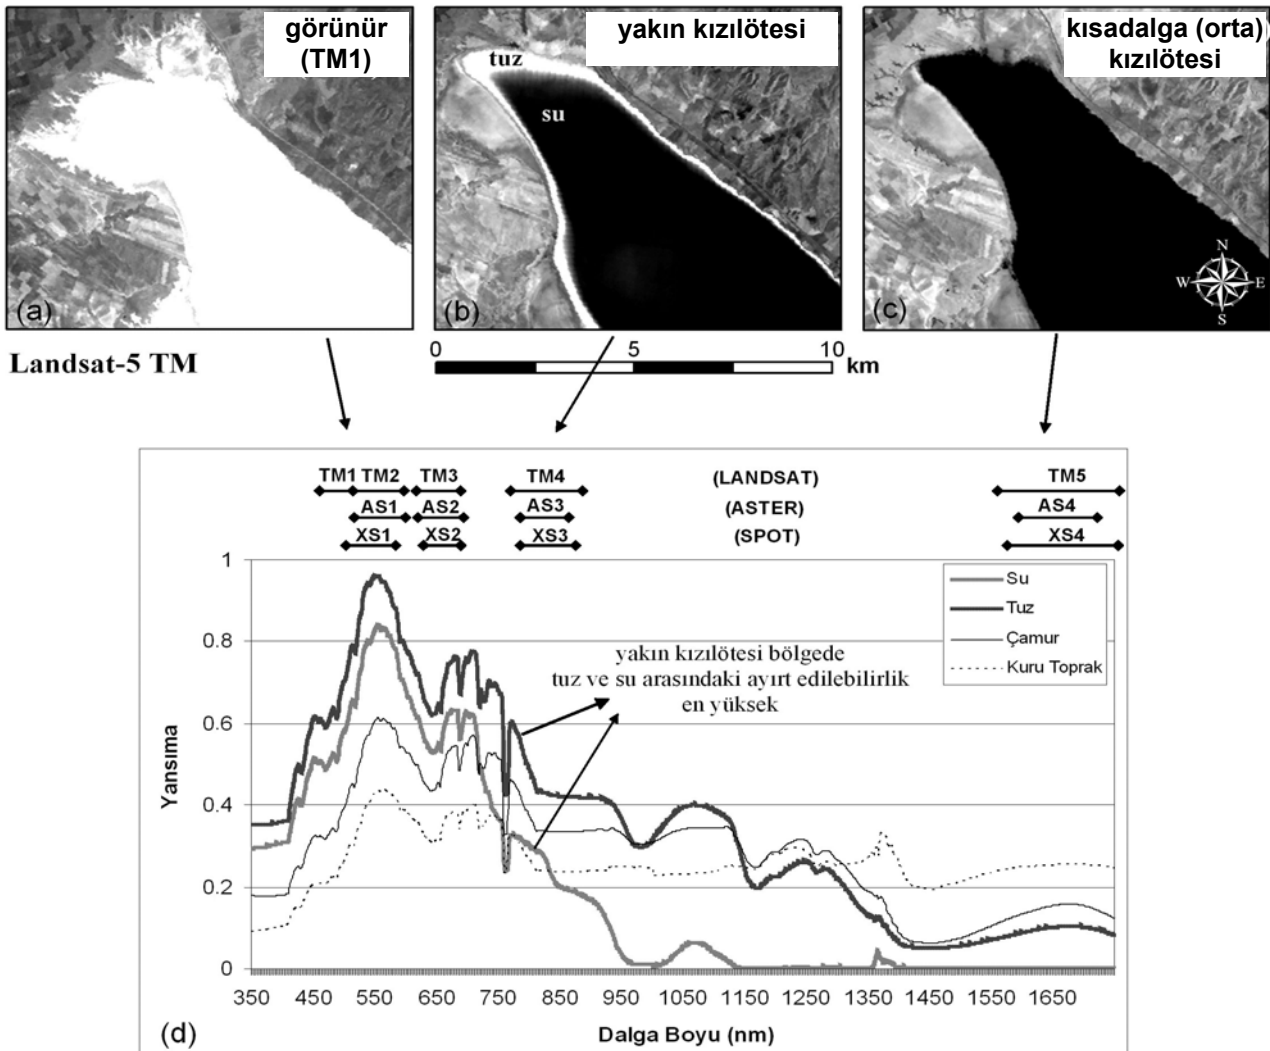 görünür
(TM1)
yakın kızılötesi
kısadalga (orta)
kızılötesi
tuz
su
N
W E
S
(a)
(b)
(c)
Landsat-5 TM
0 5 10
km
TM1 TM2 TM3 TM4 (LANDSAT) TM5
AS1 AS2 AS3 (ASTER) AS4
XS1 XS2 XS3 (SPOT) XS4
Su
Tuz
Çamur
Kuru Toprak
yakın kızılötesi bölgede
tuz ve su arasındaki ayırt edilebilirlik
en yüksek
Yansıma
1
0.8
0.6
0.4
0.2
0
350 450 550 650 750 850 950 1050 1150 1250 1350 1450 1550 1650
Dalga Boyu (nm)
(d)